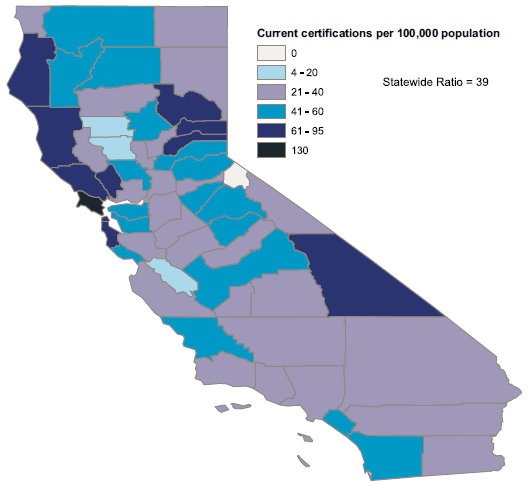 Current certifications per 100,000 population
0
4 - 20
21 - 40
41 - 60
61 - 95
130
Statewide Ratio = 39